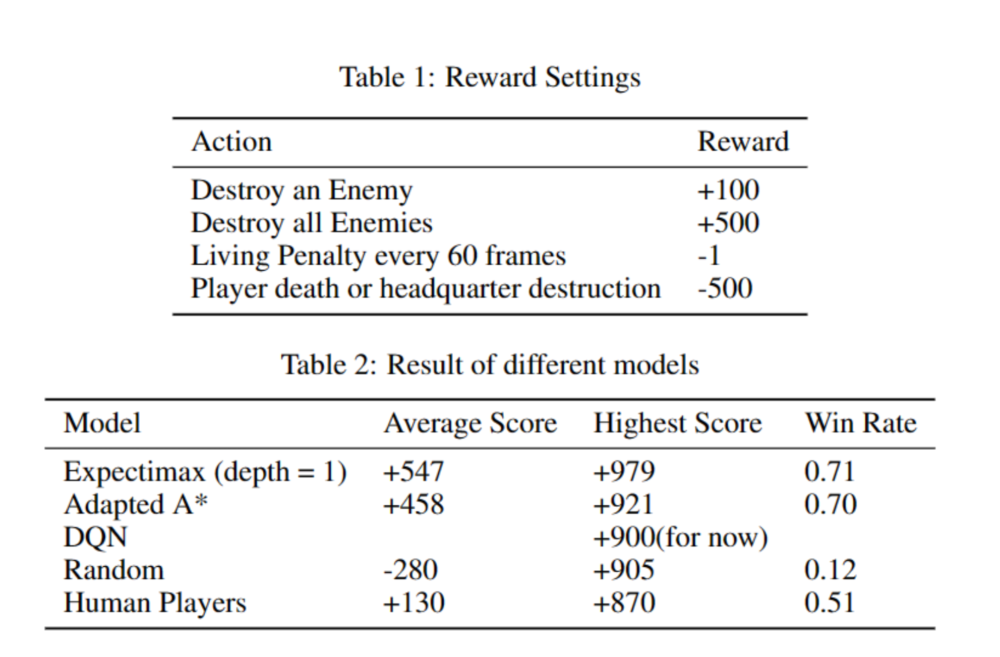 Table 1: Reward Settings
Action Reward
Destroy an Enemy +100
Destroy all Enemies +500
Living Penalty every 60 frames -1
Player death or headquarter destruction -500
Table 2: Result of different models
Model Average Score Highest Score Win Rate
Expectimax (depth = 1) +547 +979 0.71
Adapted A* +458 +921 0.70
DQN +900(for now)
Random -280 +905 0.12
Human Players +130 +870 0.51